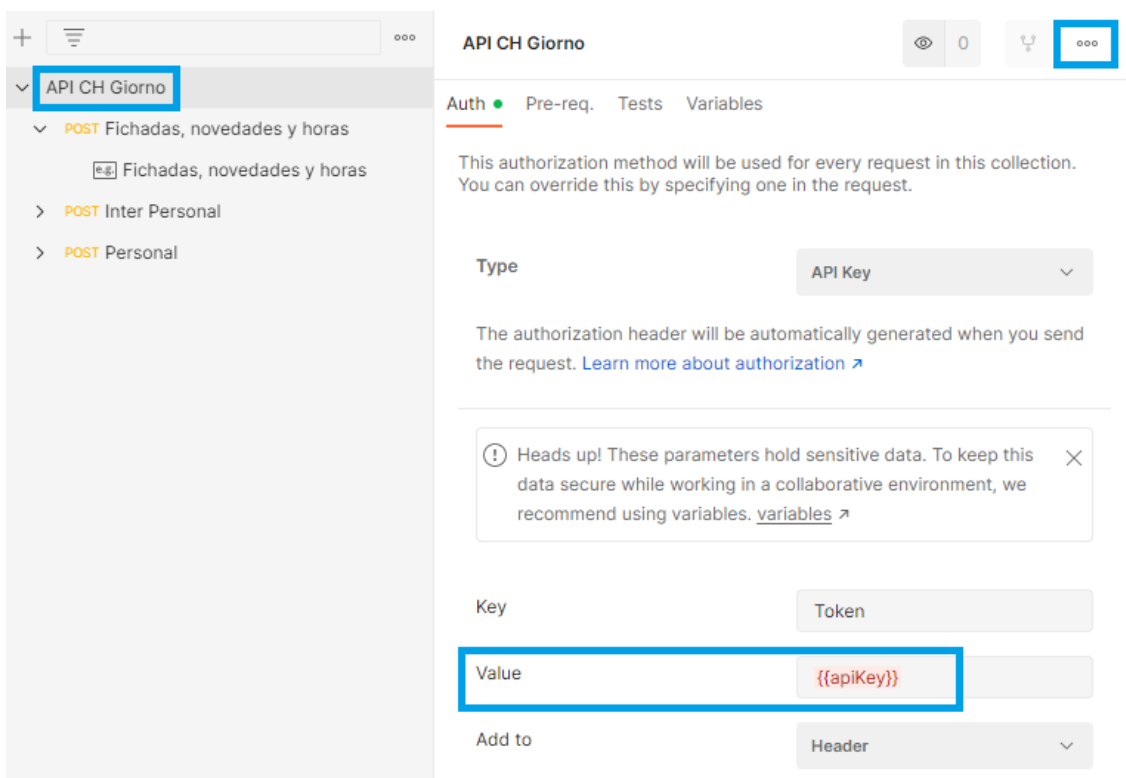 API CH Giorno
POST Fichadas, novedades y horas
e.g. Fichadas, novedades y horas
POST Inter Personal
POST Personal
API CH Giorno
0
Auth Pre-req. Tests Variables
This authorization method will be used for every request in this collection.
You can override this by specifying one in the request.
Type
API Key
The authorization header will be automatically generated when you send
the request. Learn more about authorization ↗
Heads up! These parameters hold sensitive data. To keep this
data secure while working in a collaborative environment, we
recommend using variables. variables ↗
Key
Token
Value
{{apiKey}}
Add to
Header